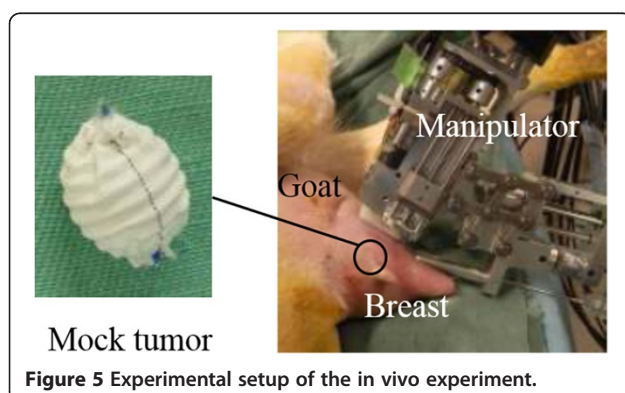 Manipulator
Goat
Breast
Mock tumor
Figure 5 Experimental setup of the in vivo experiment.